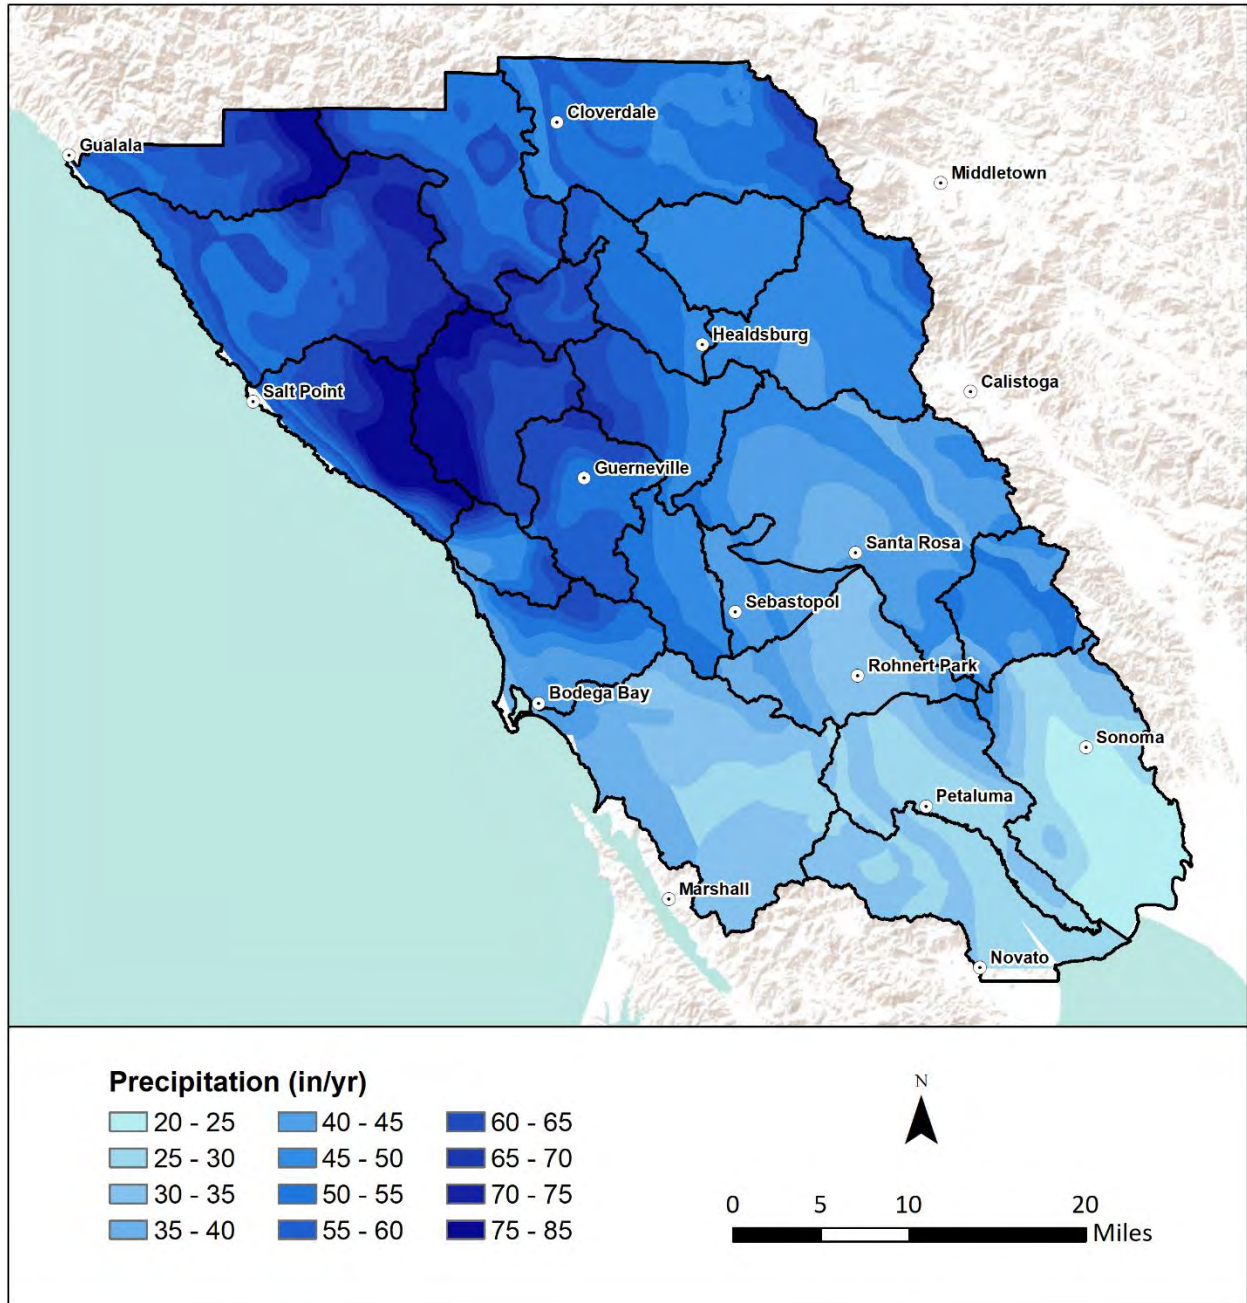 Cloverdale
Gualala
Middletown
Healdsburg
Calistoga
Salt Point
Guerneville
Santa Rosa
Sebastopol
Rohnert Park
Bodega Bay
Sonoma
Petaluma
Marshall
Novato
Precipitation (in/yr)
20 - 25
25 - 30
30 - 35
35 - 40
40 - 45
45 - 50
50 - 55
55 - 60
60 - 65
65 - 70
70 - 75
75 - 85
N
0 5 10 20
Miles